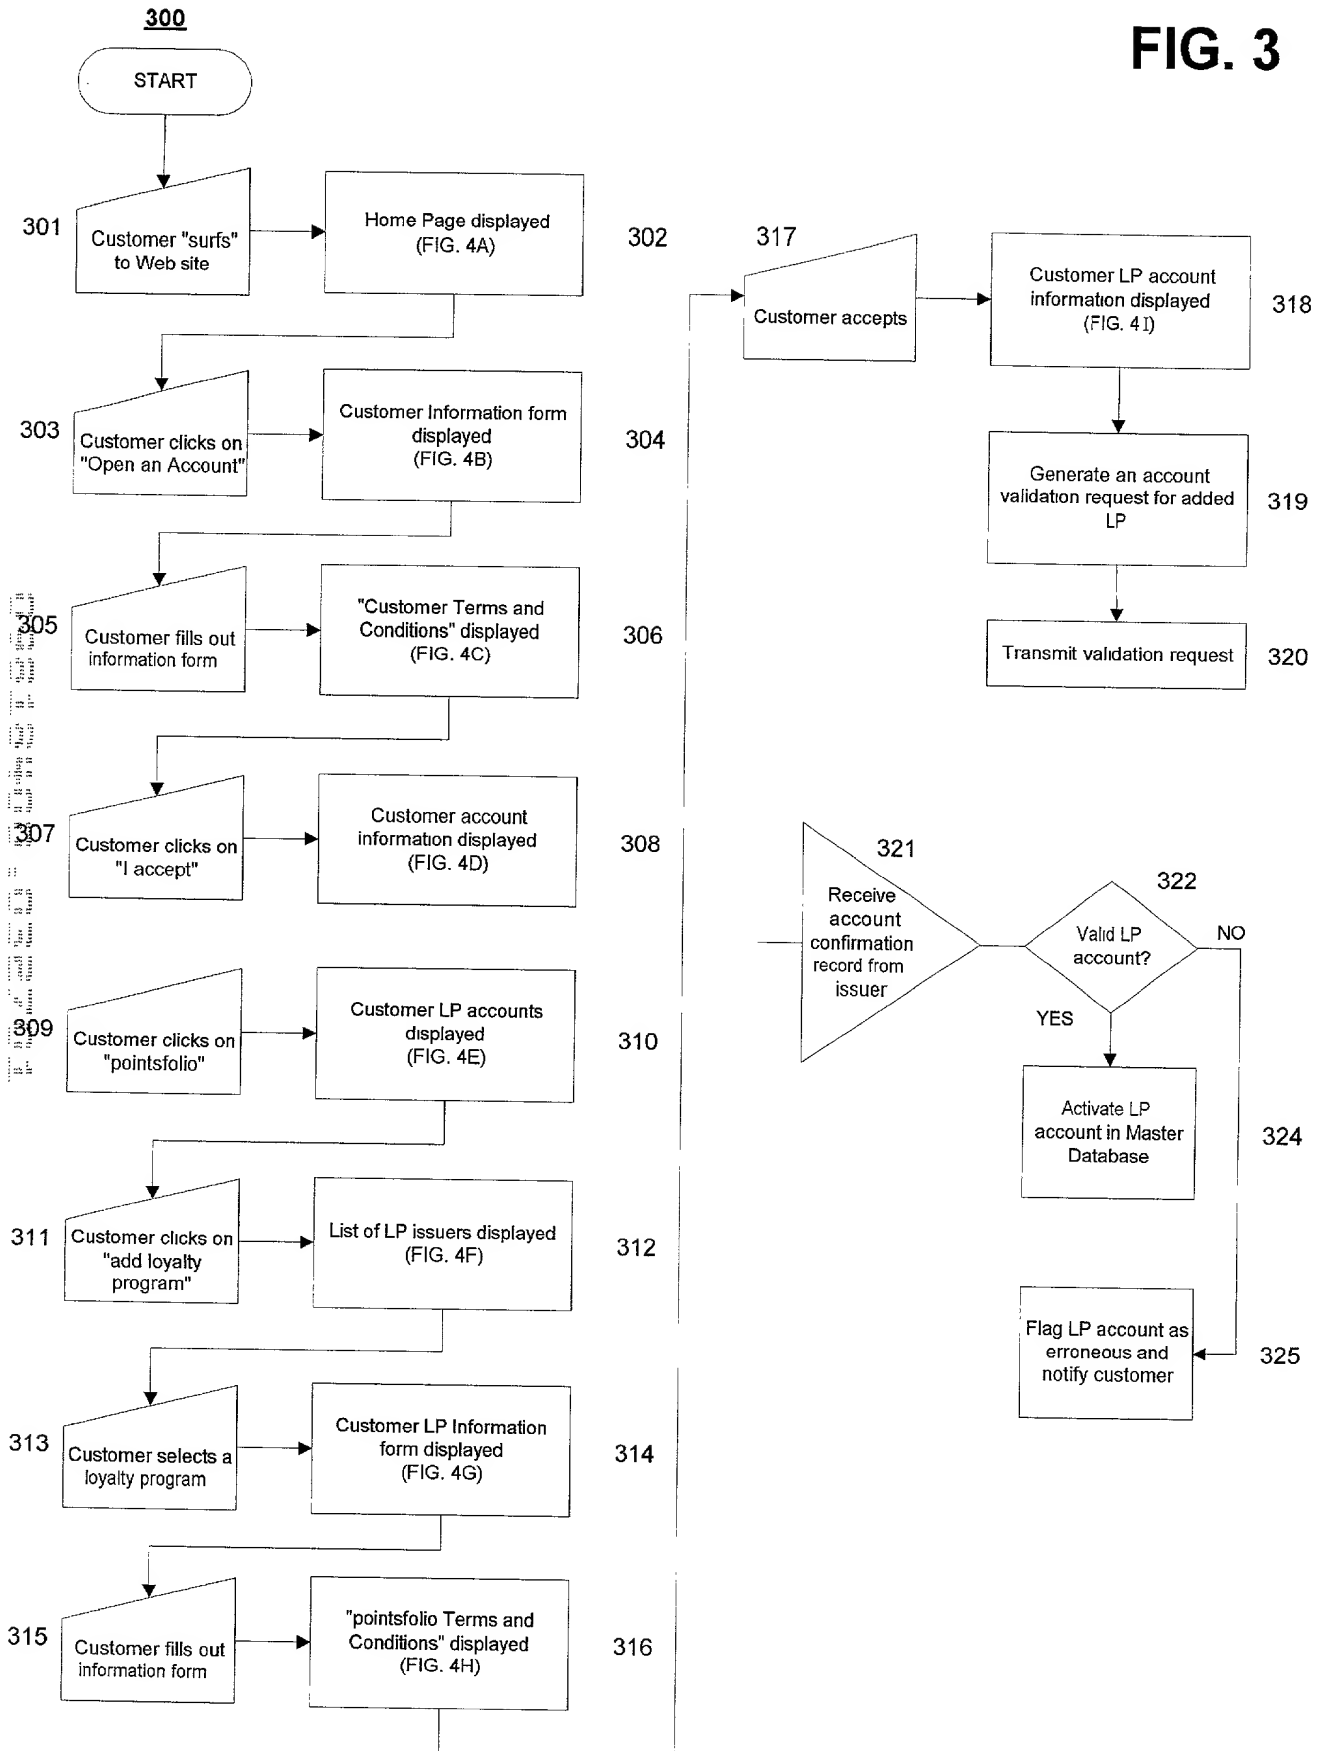 300
FIG. 3
START
301
Customer "surfs"
to Web site
Home Page displayed
(FIG. 4A)
302
303
Customer clicks on
"Open an Account"
Customer Information form
displayed
(FIG. 4B)
304
305
Customer fills out
information form
"Customer Terms and
Conditions" displayed
(FIG. 4C)
306
307
Customer clicks on
"I accept"
Customer account
information displayed
(FIG. 4D)
308
309
Customer clicks on
"pointsfolio"
Customer LP accounts
displayed
(FIG. 4E)
310
311
Customer clicks on
"add loyalty
program"
List of LP issuers displayed
(FIG. 4F)
312
313
Customer selects a
loyalty program
Customer LP Information
form displayed
(FIG. 4G)
314
315
Customer fills out
information form
"pointsfolio Terms and
Conditions" displayed
(FIG. 4H)
316
317
Customer accepts
Customer LP account
information displayed
(FIG. 4I)
318
Generate an account
validation request for added
LP
319
Transmit validation request
320
321
Receive
account
confirmation
record from
issuer
322
Valid LP
account?
NO
YES
Activate LP
account in Master
Database
324
Flag LP account as
erroneous and
notify customer
325